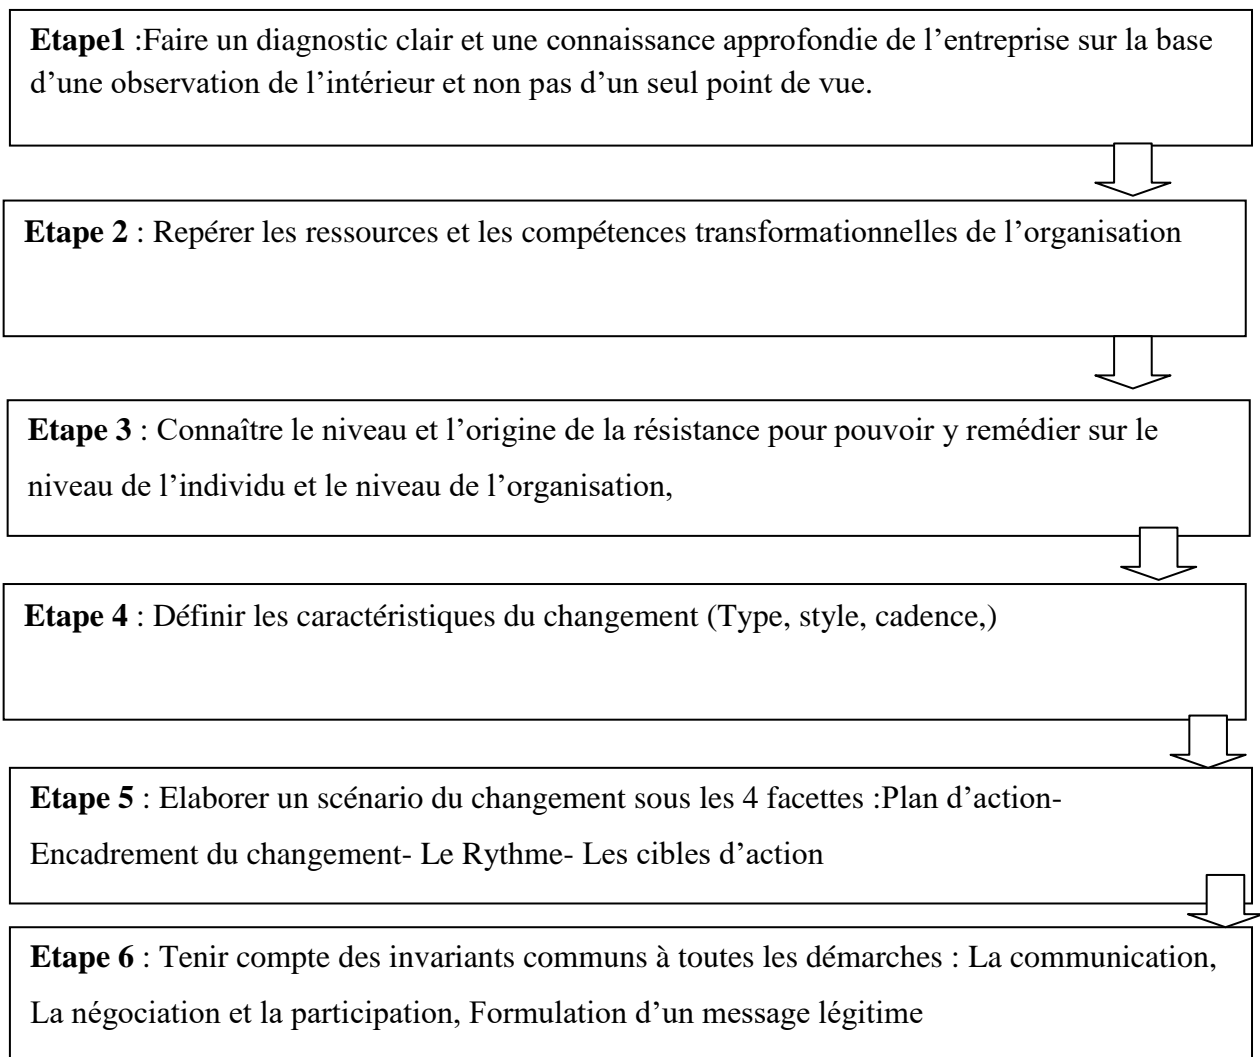 Etape1 :Faire un diagnostic clair et une connaissance approfondie de l’entreprise sur la base
d’une observation de l’intérieur et non pas d’un seul point de vue.
Etape 2 : Repérer les ressources et les compétences transformationnelles de l’organisation
Etape 3 : Connaître le niveau et l’origine de la résistance pour pouvoir y remédier sur le
niveau de l’individu et le niveau de l’organisation,
Etape 4 : Définir les caractéristiques du changement (Type, style, cadence,)
Etape 5 : Elaborer un scénario du changement sous les 4 facettes :Plan d’action-
Encadrement du changement- Le Rythme- Les cibles d’action
Etape 6 : Tenir compte des invariants communs à toutes les démarches : La communication,
La négociation et la participation, Formulation d’un message légitime